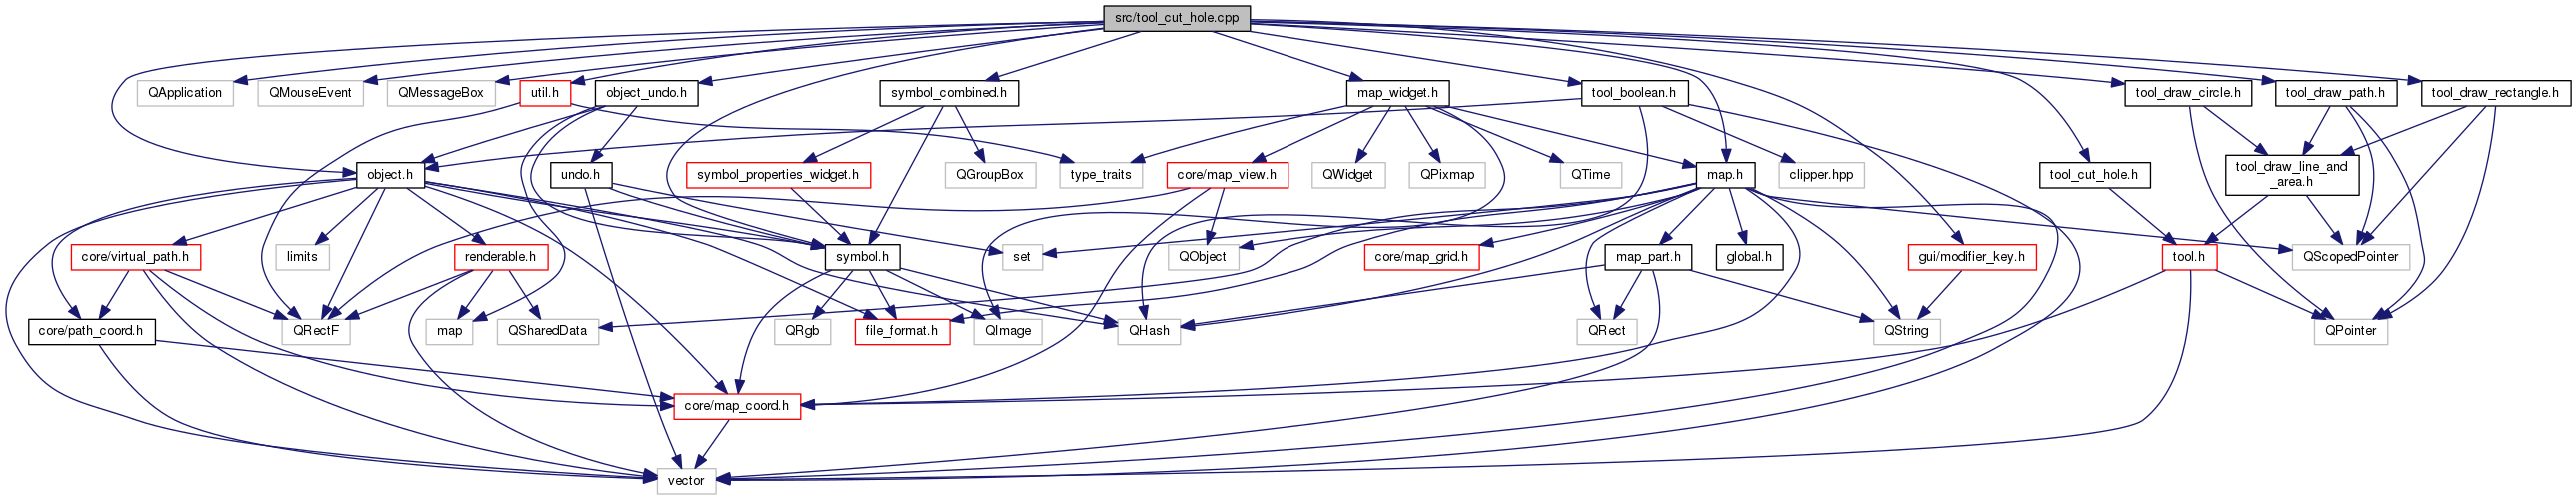 src/tool_cut_hole.cpp
QApplication
QMouseEvent
QMessageBox
util.h
object_undo.h
symbol_combined.h
map_widget.h
tool_boolean.h
tool_draw_circle.h
tool_draw_path.h
tool_draw_rectangle.h
object.h
undo.h
symbol_properties_widget.h
QGroupBox
type_traits
core/map_view.h
QWidget
QPixmap
QTime
map.h
clipper.hpp
tool_cut_hole.h
tool_draw_line_and
_area.h
core/virtual_path.h
limits
renderable.h
symbol.h
set
QObject
core/map_grid.h
map_part.h
global.h
gui/modifier_key.h
tool.h
QScopedPointer
core/path_coord.h
QRectF
map
QSharedData
QRgb
file_format.h
QImage
QHash
QRect
QString
QPointer
core/map_coord.h
vector